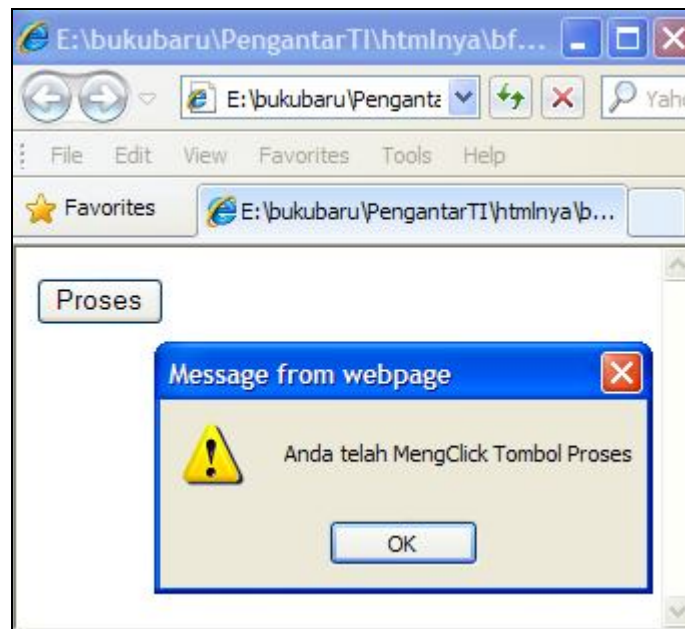 E:\bukubaru\PengantarTI\htmlnya\bf...
E:\bukubaru\Penganta
File Edit View Favorites Tools Help
Favorites
E:\bukubaru\PengantarTI\htmlnya\b...
Proses
Message from webpage
Anda telah MengClick Tombol Proses
OK